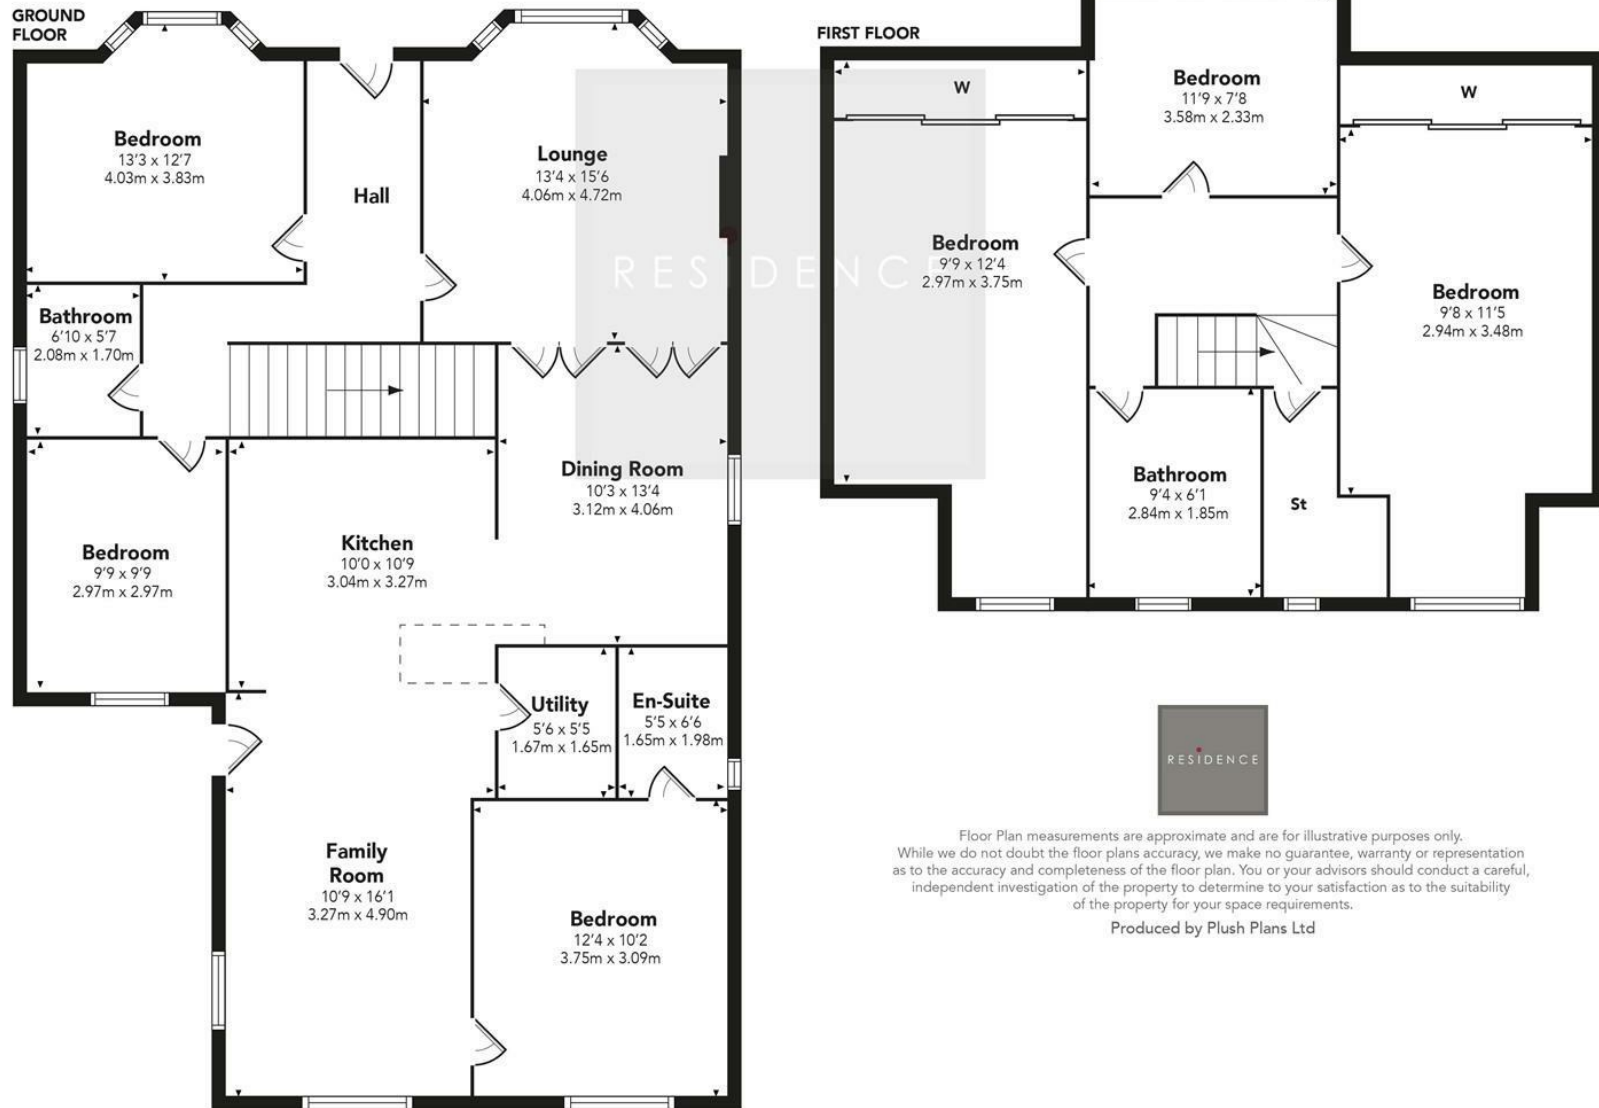 GROUND
FLOOR
Bedroom
13'3 x 12'7
4.03m x 3.83m
Hall
Lounge
13'4 x 15'6
4.06m x 4.72m
Bathroom
6'10 x 5'7
2.08m x 1.70m
Dining Room
10'3 x 13'4
3.12m x 4.06m
Bedroom
9'9 x 9'9
2.97m x 2.97m
Kitchen
10'0 x 10'9
3.04m x 3.27m
Utility
5'6 x 5'5
1.67m x 1.65m
En-Suite
5'5 x 6'6
1.65m x 1.98m
Family
Room
10'9 x 16'1
3.27m x 4.90m
Bedroom
12'4 x 10'2
3.75m x 3.09m
RESIDENCE
FIRST FLOOR
W
Bedroom
11'9 x 7'8
3.58m x 2.33m
W
Bedroom
9'9 x 12'4
2.97m x 3.75m
Bedroom
9'8 x 11'5
2.94m x 3.48m
Bathroom
9'4 x 6'1
2.84m x 1.85m
St
RESIDENCE
Floor Plan measurements are approximate and are for illustrative purposes only.
While we do not doubt the floor plans accuracy, we make no guarantee, warranty or representation
as to the accuracy and completeness of the floor plan. You or your advisors should conduct a careful,
independent investigation of the property to determine to your satisfaction as to the suitability
of the property for your space requirements.
Produced by Plush Plans Ltd